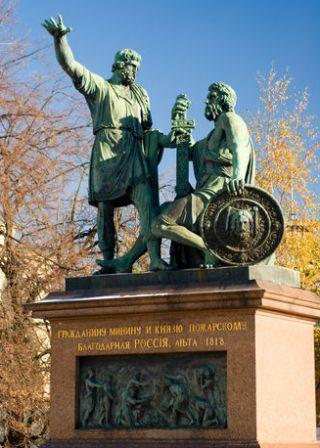 ГРАЖДАНИНУ МИНИНУ И КНЯЗЮ ПОЖАРСКОМУ
БЛАГОДАРНАЯ РОССІЯ, ЛѢТА 1818.